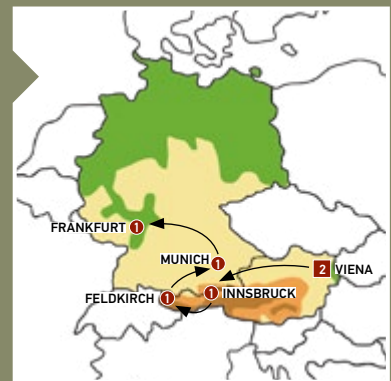 FRANKFURT 1
MUNICH 1
2 VIENA
FELDKIRCH 1
1 INNSBRUCK